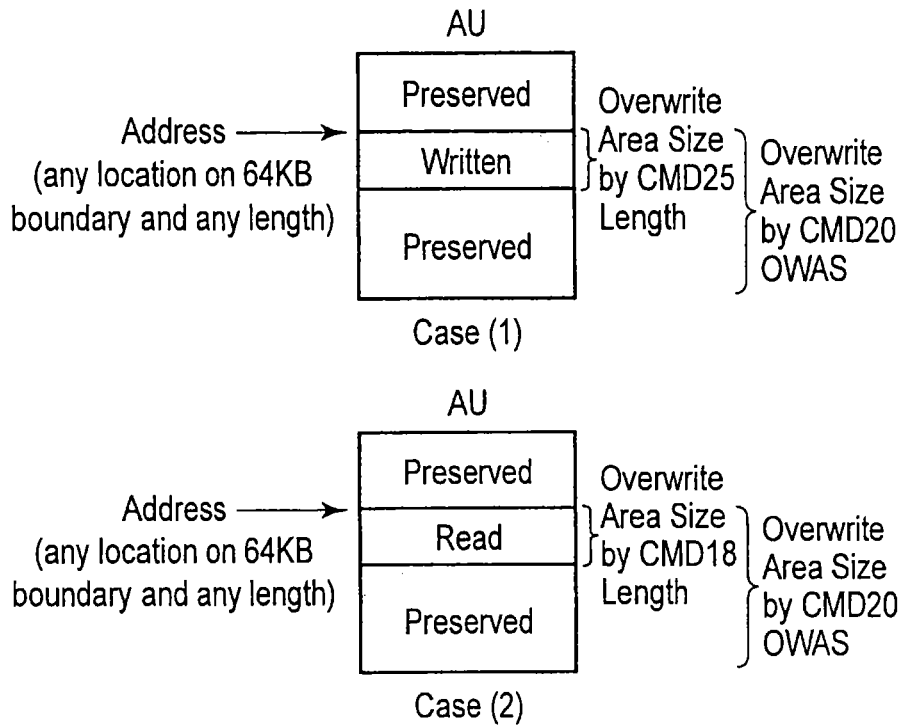 AU
Preserved
Address
(any location on 64KB
boundary and any length)
Written
Preserved
Overwrite
Area Size
by CMD25
Length
Overwrite
Area Size
by CMD20
OWAS
Case (1)
AU
Preserved
Address
(any location on 64KB
boundary and any length)
Read
Preserved
Overwrite
Area Size
by CMD18
Length
Overwrite
Area Size
by CMD20
OWAS
Case (2)